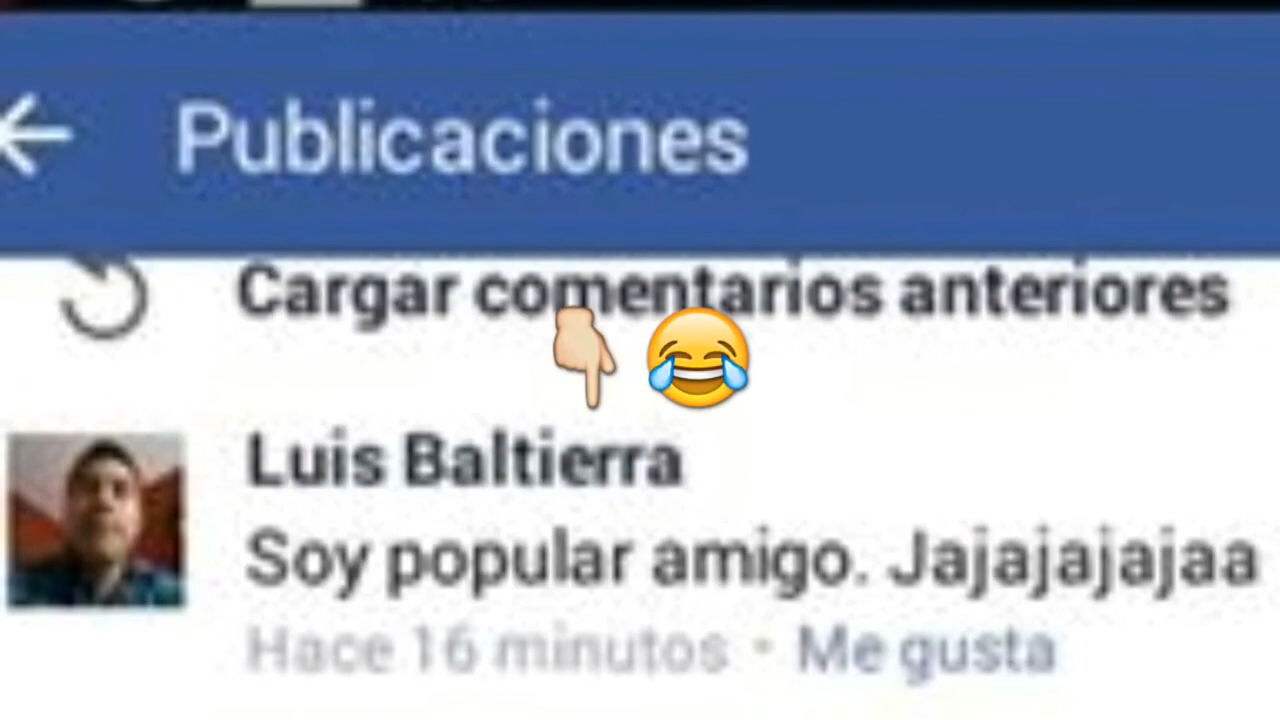 Publicaciones
Cargar comentarios anteriores
Luis Baltierra
Soy popular amigo. Jajajajajaa
Hace 16 minutos · Me gusta